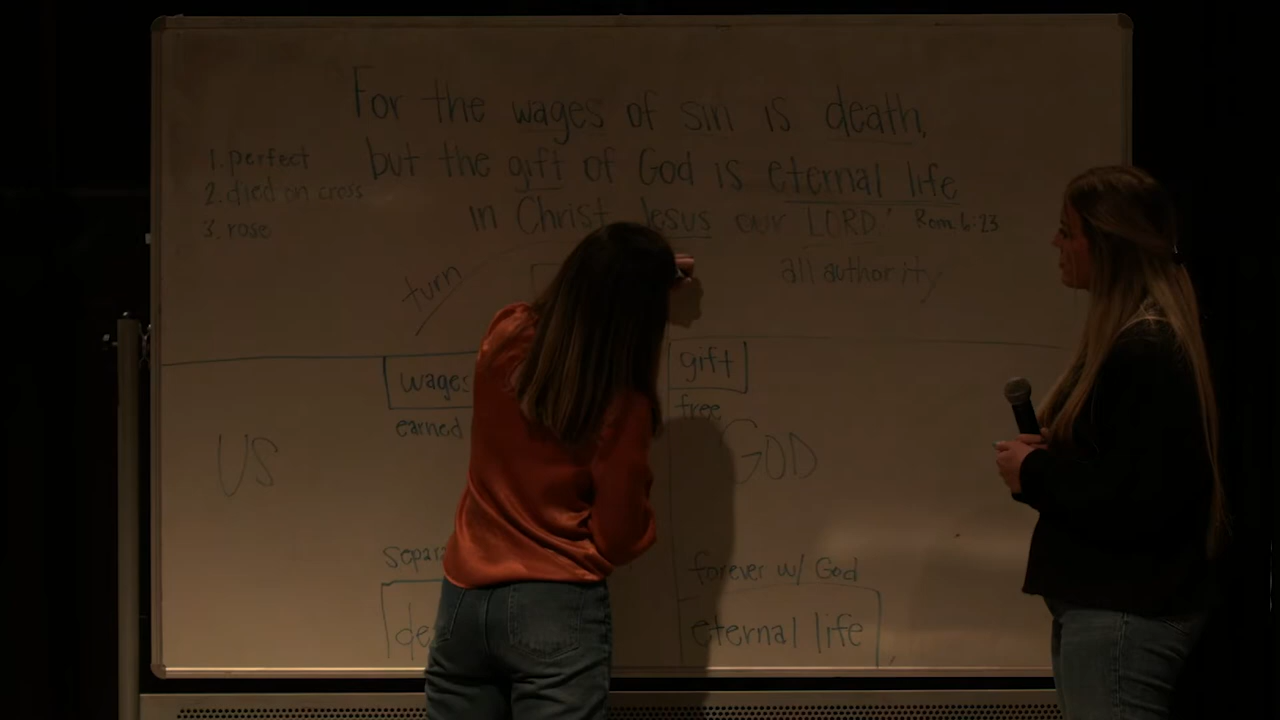 For the wages of sin is death,
but the gift of God is eternal life
in Christ Jesus our LORD.' Rom. 6:23
1. perfect
2. died on cross
3. rose
turn
all authority
wages
earned
gift
free
US
GOD
forever w/ God
eternal life